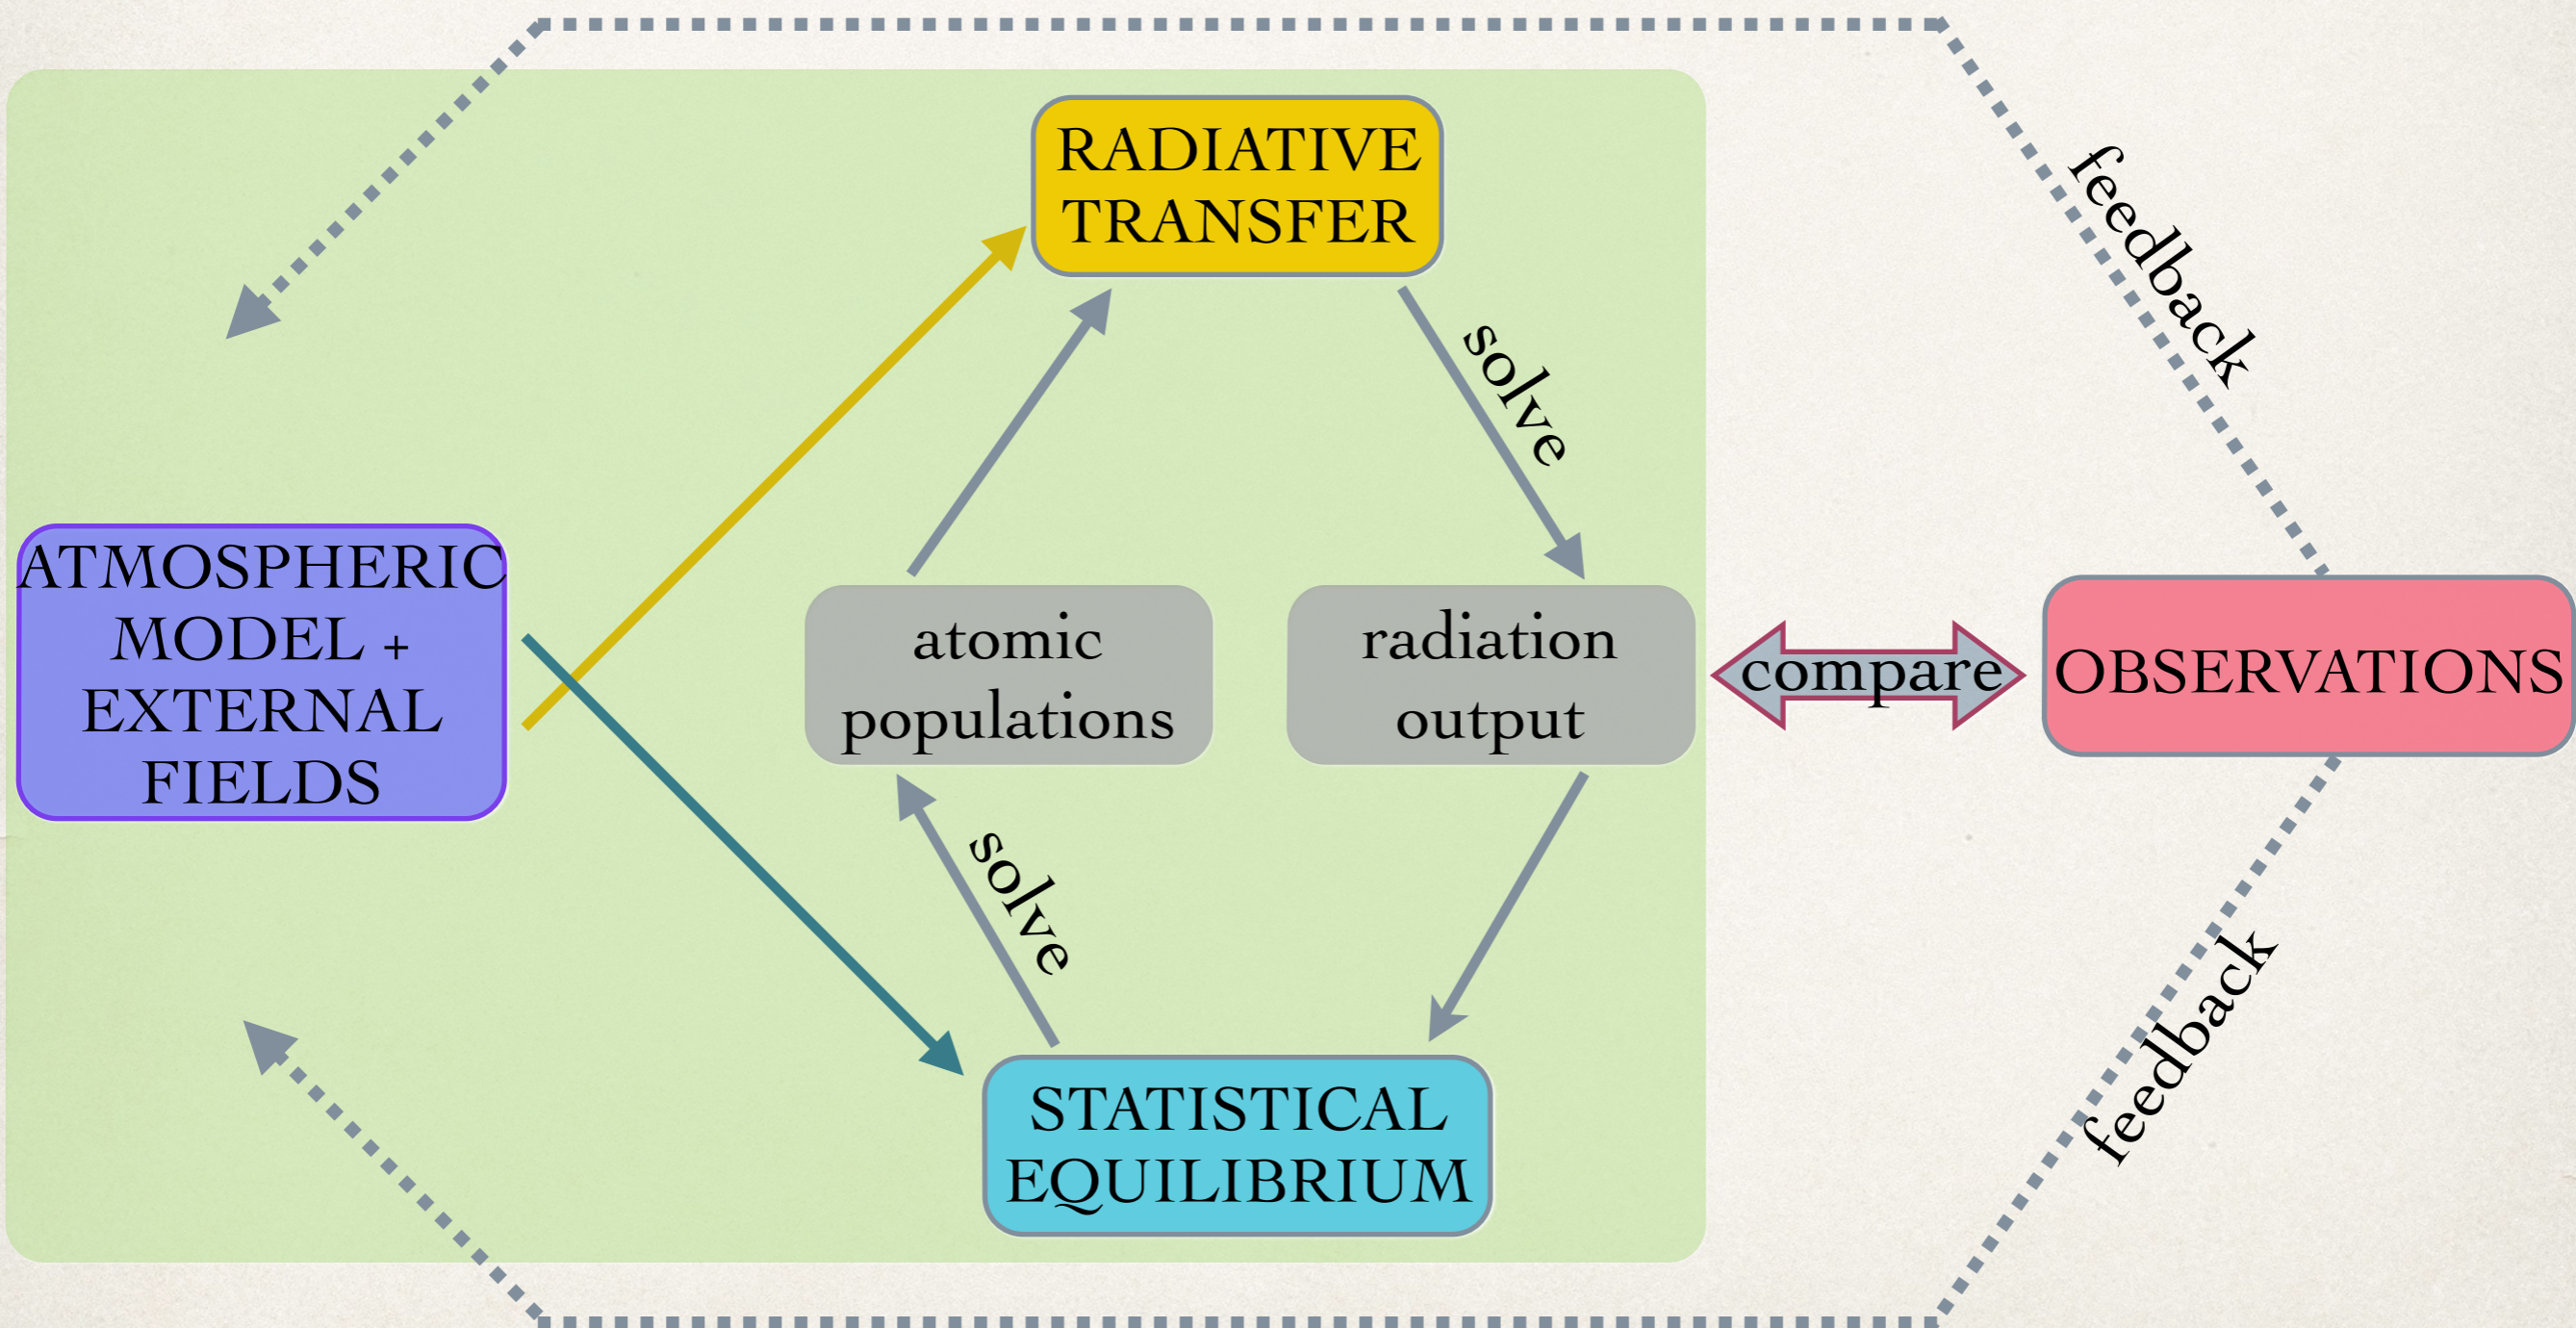 RADIATIVE
TRANSFER
feedback
solve
ATMOSPHERIC
MODEL +
EXTERNAL
FIELDS
atomic
populations
radiation
output
compare
OBSERVATIONS
solve
feedback
STATISTICAL
EQUILIBRIUM